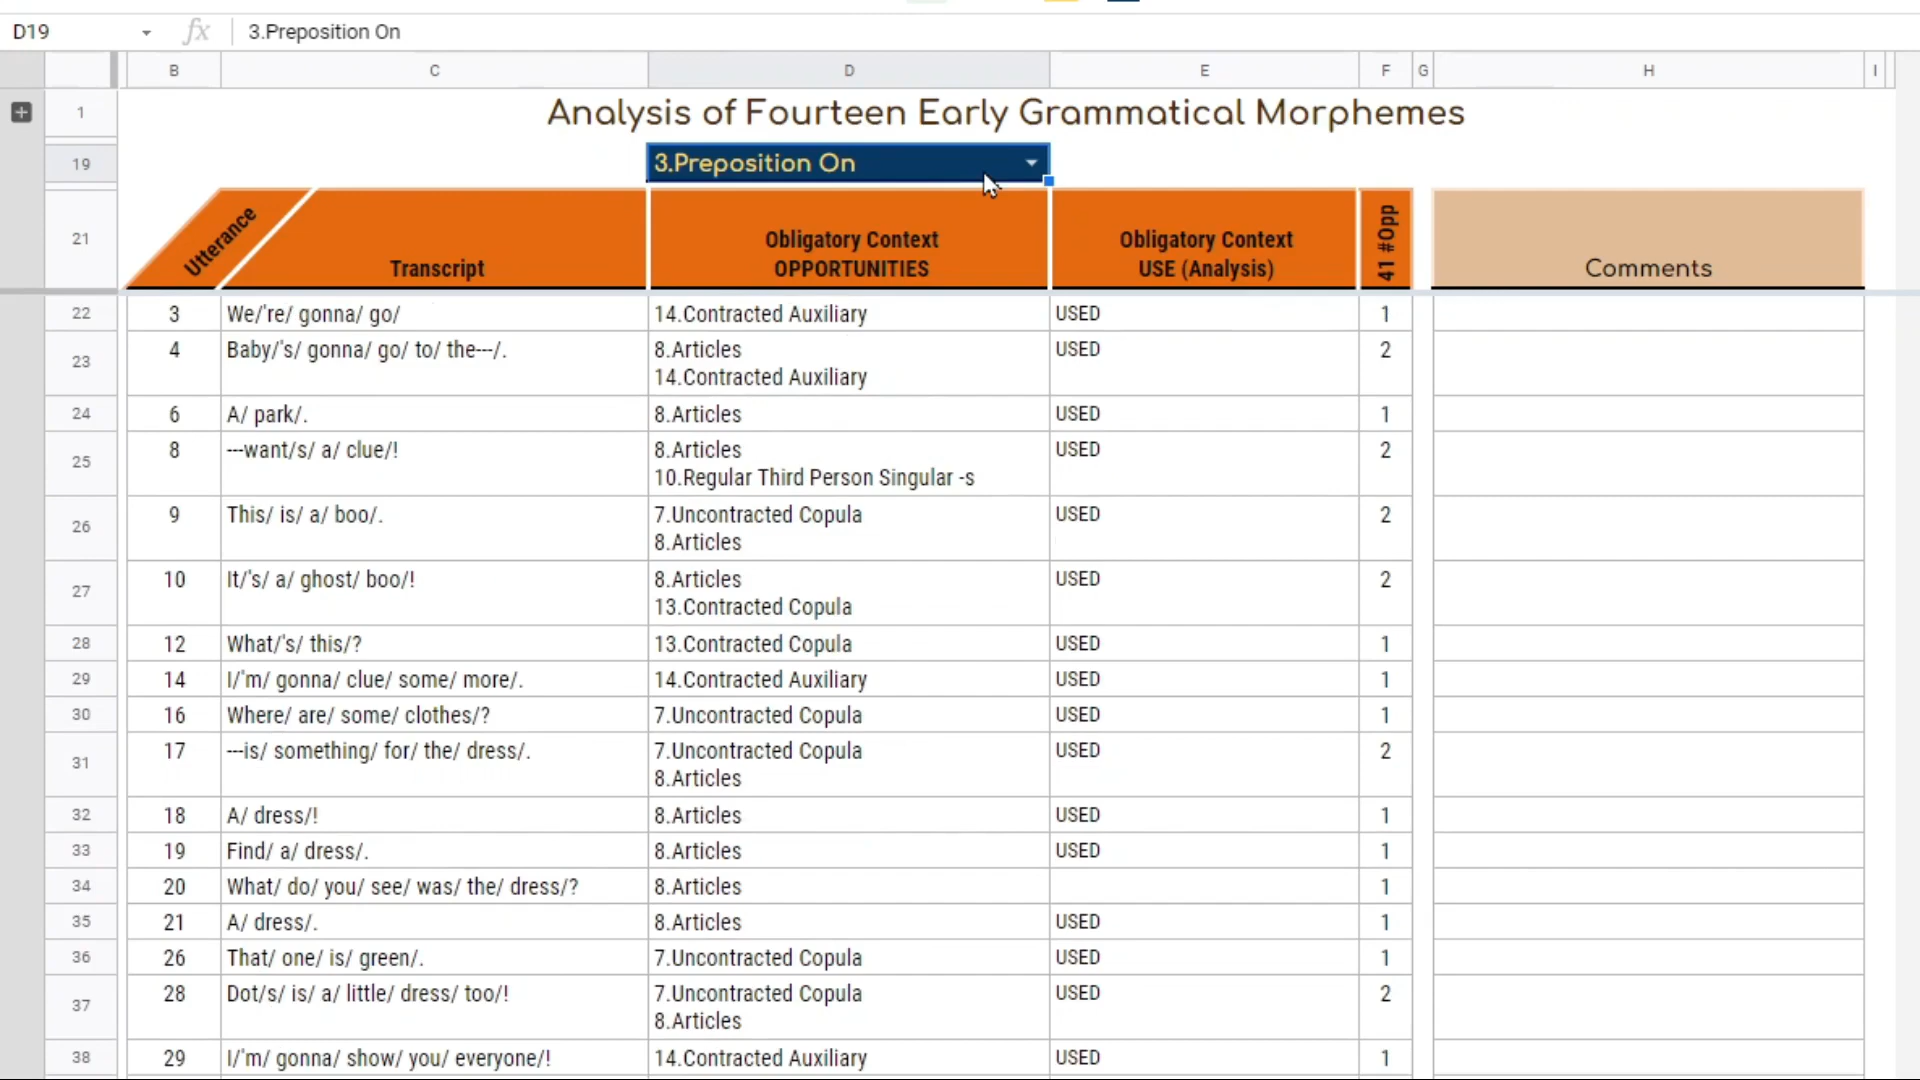 D19 fx 3.Preposition On
B C D E F G H I
1 Analysis of Fourteen Early Grammatical Morphemes
19 3.Preposition On
21 Utterance Transcript Obligatory Context OPPORTUNITIES Obligatory Context USE (Analysis) 41 #Opp Comments
22 3 We/'re/ gonna/ go/ 14.Contracted Auxiliary USED 1
23 4 Baby/'s/ gonna/ go/ to/ the---/. 8.Articles USED 2
14.Contracted Auxiliary
24 6 A/ park/. 8.Articles USED 1
25 8 ---want/s/ a/ clue/! 8.Articles USED 2
10.Regular Third Person Singular -s
26 9 This/ is/ a/ boo/. 7.Uncontracted Copula USED 2
8.Articles
27 10 It/'s/ a/ ghost/ boo/! 8.Articles USED 2
13.Contracted Copula
28 12 What/'s/ this/? 13.Contracted Copula USED 1
29 14 I/'m/ gonna/ clue/ some/ more/. 14.Contracted Auxiliary USED 1
30 16 Where/ are/ some/ clothes/? 7.Uncontracted Copula USED 1
31 17 ---is/ something/ for/ the/ dress/. 7.Uncontracted Copula USED 2
8.Articles
32 18 A/ dress/! 8.Articles USED 1
33 19 Find/ a/ dress/. 8.Articles USED 1
34 20 What/ do/ you/ see/ was/ the/ dress/? 8.Articles 1
35 21 A/ dress/. 8.Articles USED 1
36 26 That/ one/ is/ green/. 7.Uncontracted Copula USED 1
37 28 Dot/s/ is/ a/ little/ dress/ too/! 7.Uncontracted Copula USED 2
8.Articles
38 29 I/'m/ gonna/ show/ you/ everyone/! 14.Contracted Auxiliary USED 1